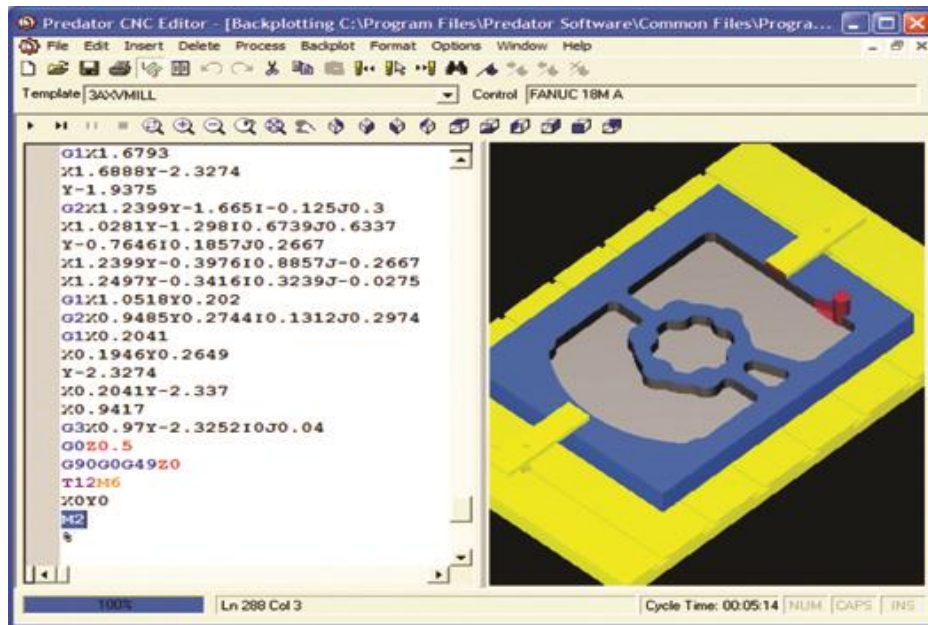 Predator CNC Editor - [Backplotting C:\Program Files\Predator Software\Common Files\Progra...
File Edit Insert Delete Process Backplot Format Options Window Help
Template 3AXVMILL Control FANUC 18M A
G1X1.6793
X1.6888Y-2.3274
Y-1.9375
G2X1.2399Y-1.665I-0.125J0.3
X1.0281Y-1.298I0.6739J0.6337
Y-0.7646I0.1857J0.2667
X1.2399Y-0.3976I0.8857J-0.2667
X1.2497Y-0.3416I0.3239J-0.0275
G1X1.0518Y0.202
G2X0.9485Y0.2744I0.1312J0.2974
G1X0.2041
X0.1946Y0.2649
Y-2.3274
X0.2041Y-2.337
X0.9417
G3X0.97Y-2.3252I0J0.04
G0Z0.5
G90G0G49Z0
T12M6
X0Y0
M2
%
100% Ln 288 Col 3 Cycle Time: 00:05:14 NUM CAPS INS